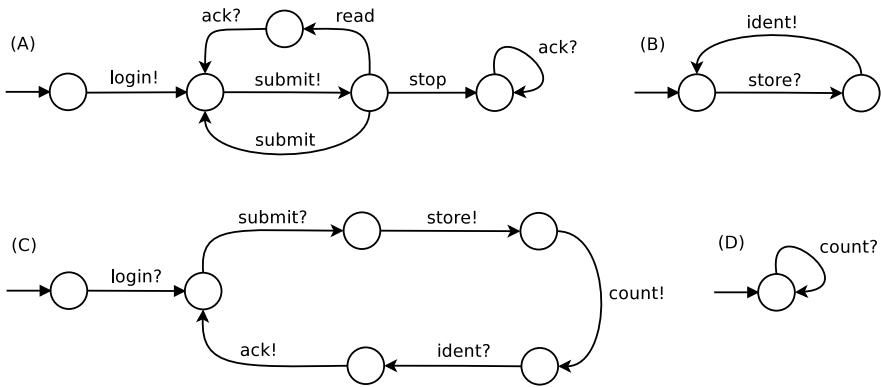 (A)
ack?
read
login!
submit!
stop
ack?
submit
(B)
ident!
store?
(C)
submit?
store!
login?
count!
ack!
ident?
(D)
count?